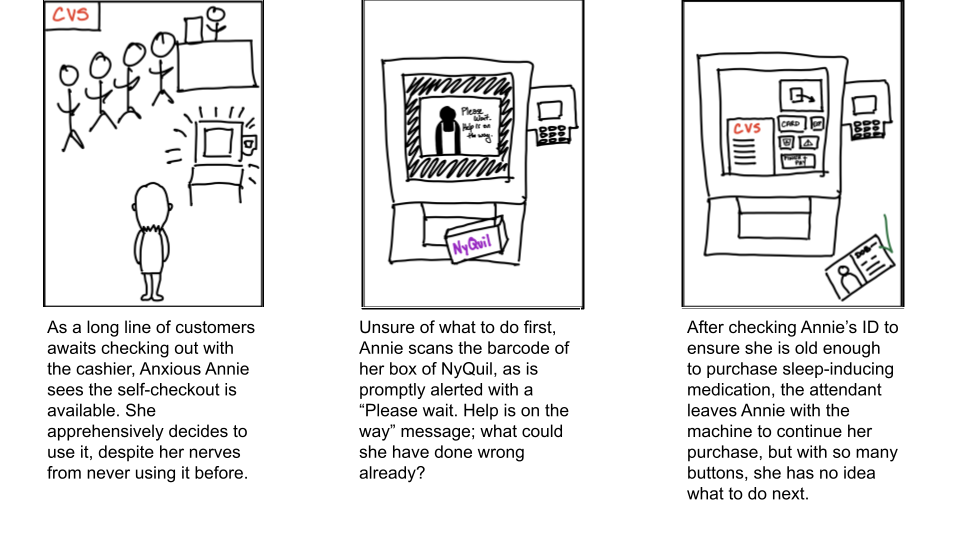 CVS
As a long line of customers
awaits checking out with
the cashier, Anxious Annie
sees the self-checkout is
available. She
apprehensively decides to
use it, despite her nerves
from never using it before.
Please
Wait.
Help is on
the way.
NyQuil
Unsure of what to do first,
Annie scans the barcode of
her box of NyQuil, as is
promptly alerted with a
“Please wait. Help is on the
way” message; what could
she have done wrong
already?
CVS
CARD
FINISH +
PAY
DOB
After checking Annie’s ID to
ensure she is old enough
to purchase sleep-inducing
medication, the attendant
leaves Annie with the
machine to continue her
purchase, but with so many
buttons, she has no idea
what to do next.